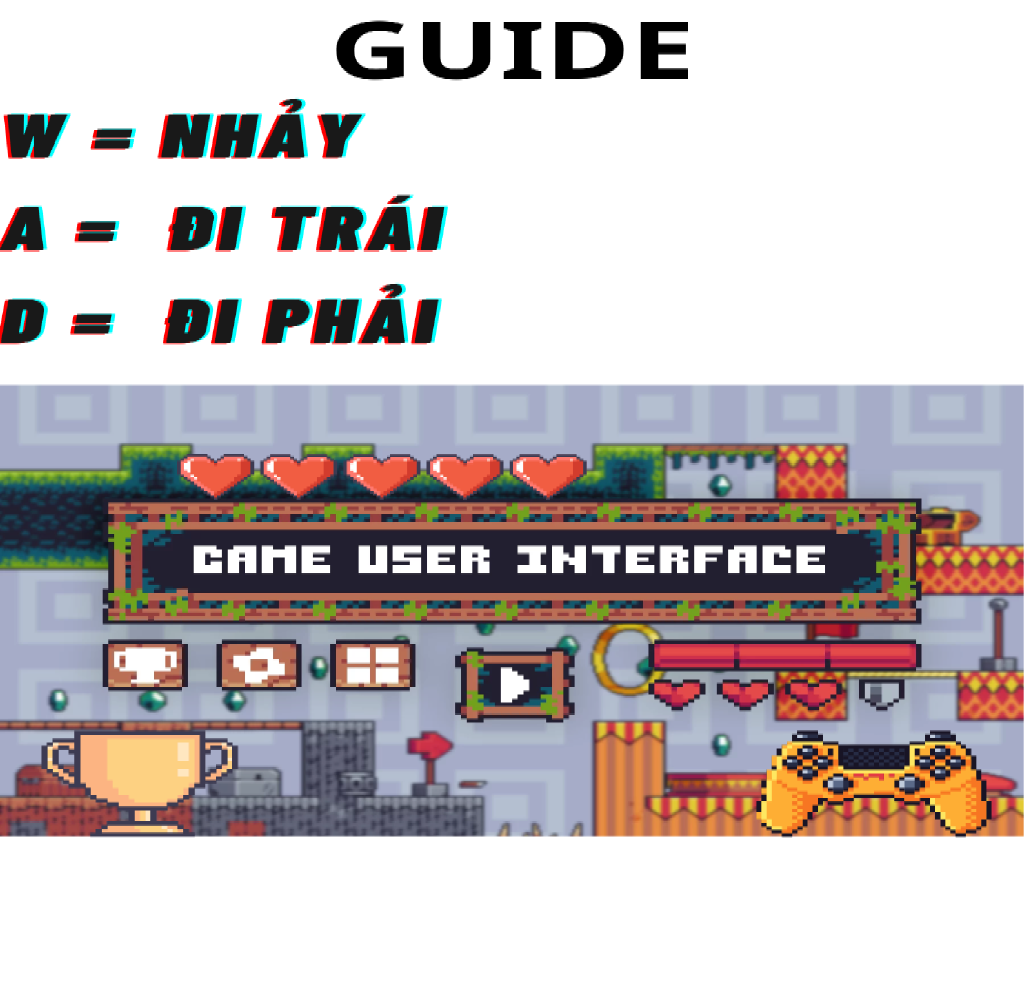 GUIDE
W = NHẢY
A = ĐI TRÁI
D = ĐI PHẢI
GAME USER INTERFACE